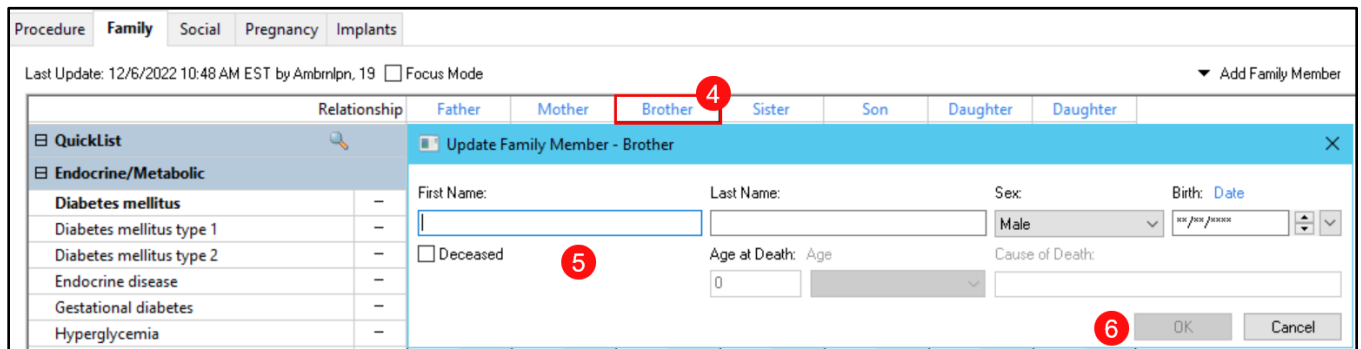 Procedure Family Social Pregnancy Implants
Last Update: 12/6/2022 10:48 AM EST by Ambrnlpn, 19 Focus Mode Add Family Member
4
Relationship Father Mother Brother Sister Son Daughter Daughter
QuickList
Update Family Member - Brother
Endocrine/Metabolic
First Name: Last Name: Sex: Birth: Date
Diabetes mellitus –
Diabetes mellitus type 1 –
Male **/**/****
Diabetes mellitus type 2 –
Deceased Age at Death: Age Cause of Death:
5
Endocrine disease –
0
Gestational diabetes –
Hyperglycemia –
6 OK Cancel